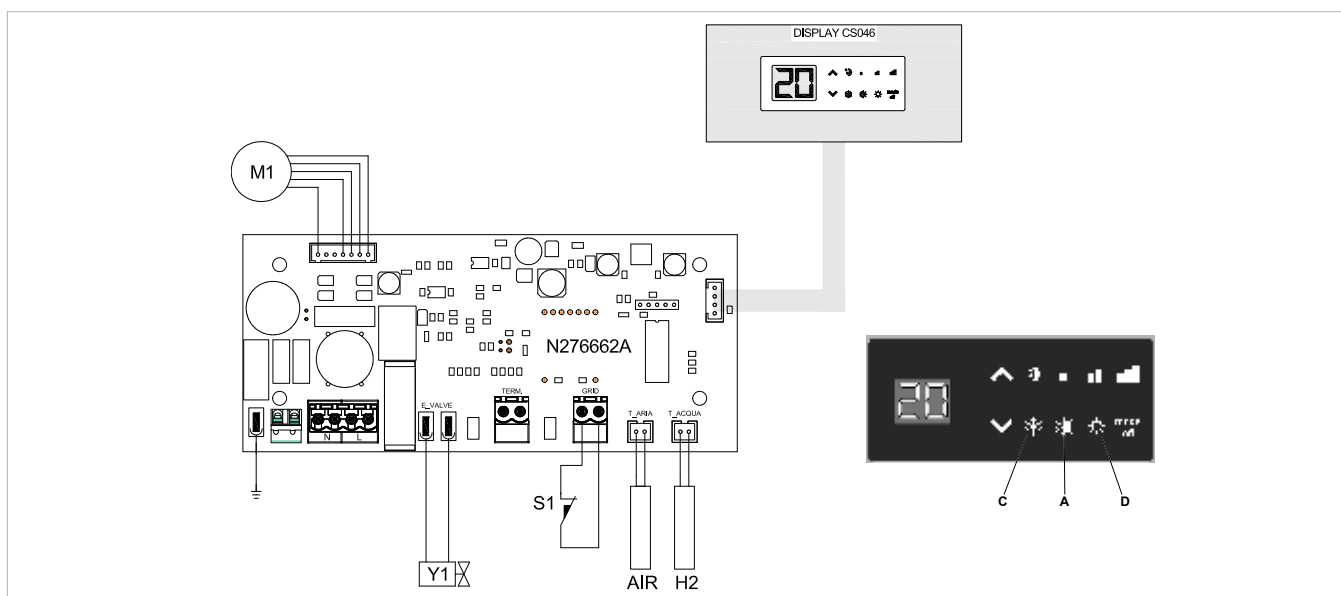 DISPLAY CS046
20
M1
N276662A
TERM.
GRID
E_VALVE
T_ARIA
T_ACQUA
N
L
20
S1
C
A
D
Y1
AIR
H2